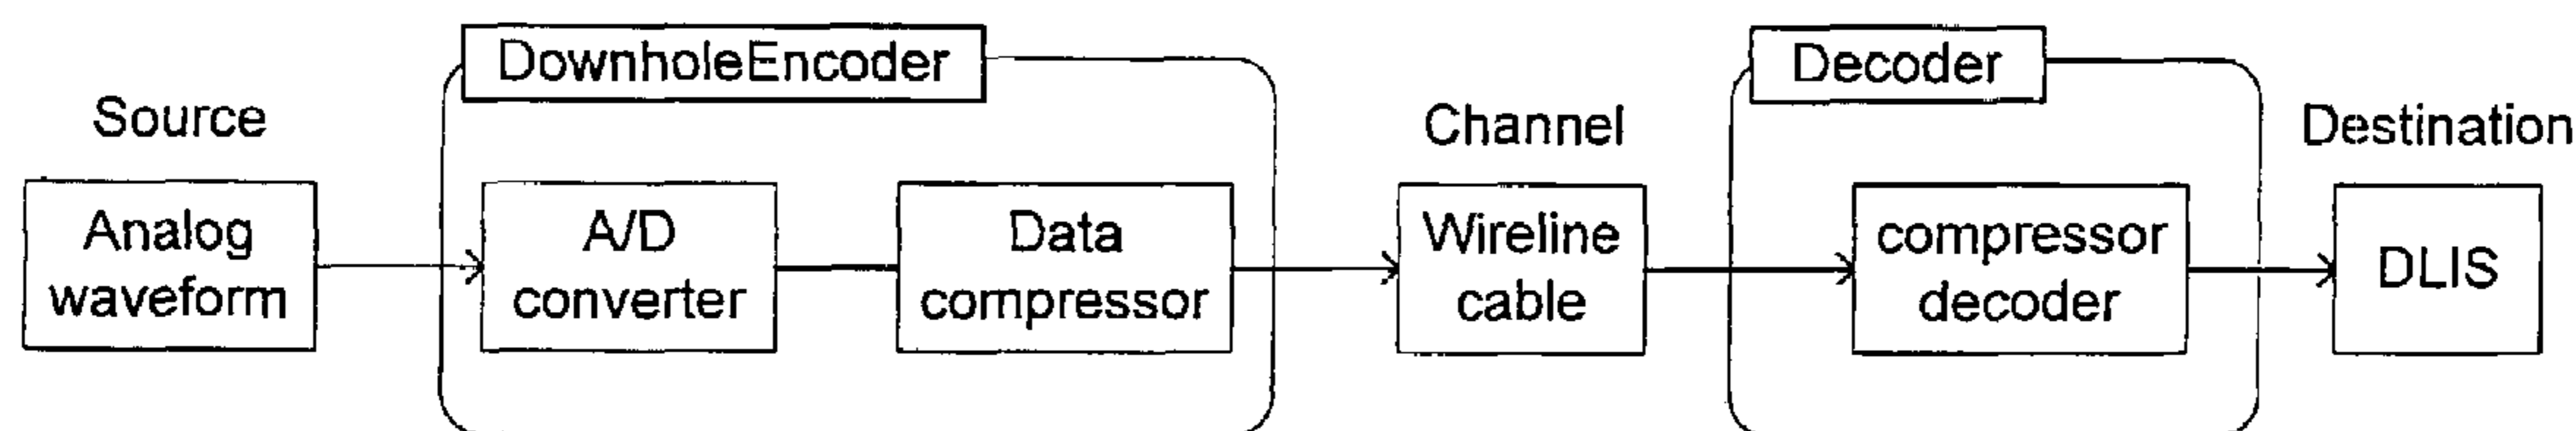 DownholeEncoder
Decoder
Source
Channel
Destination
Analog
waveform
A/D
converter
Data
compressor
Wireline
cable
compressor
decoder
DLIS